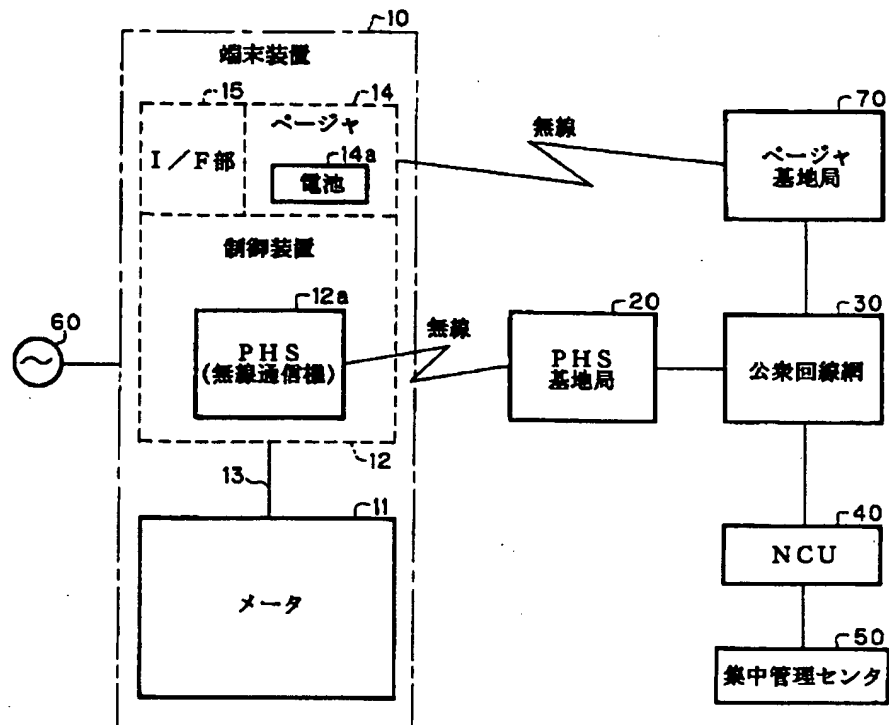 10
端末装置
15
14
ページャ
I/F部
14a
電池
無線
70
ページャ
基地局
制御装置
12a
PHS
(無線通信機)
無線
20
PHS
基地局
30
公衆回線網
60
12
13
11
メータ
40
NCU
50
集中管理センタ